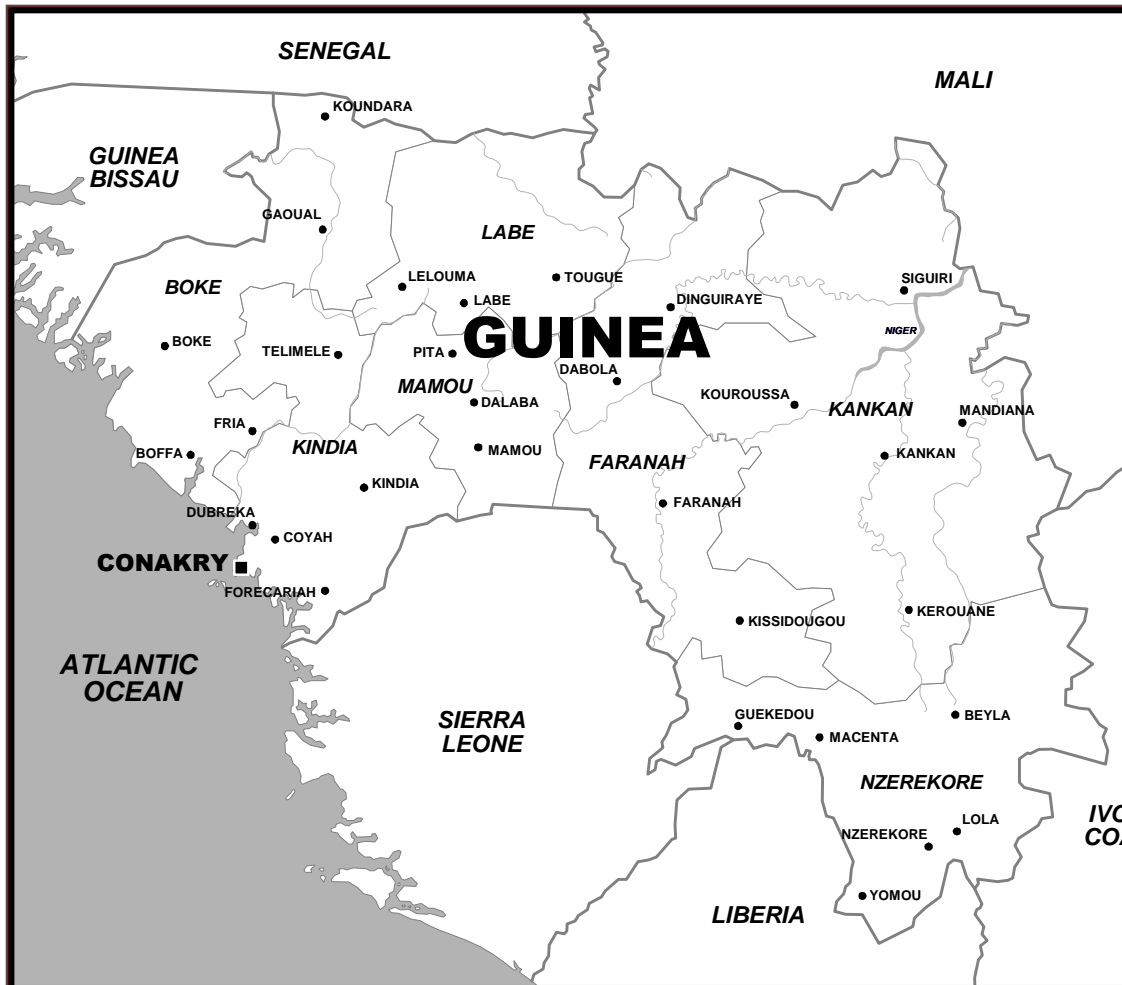 SENEGAL
MALI
KOUNDARA
GUINEA
BISSAU
GAOUAL
LABE
BOKE
LELOUMA
TOUGUE
SIGUIRI
LABE
DINGUIRAYE
NIGER
BOKE
GUINEA
TELIMELE
PITA
DABOLA
MAMOU
KOUROUSSA
DALABA
KANKAN
MANDIANA
FRIA
KINDIA
BOFFA
MAMOU
FARANAH
KANKAN
KINDIA
FARANAH
DUBREKA
COYAH
CONAKRY
FORECARIAH
KISSIDOUGOU
KEROUANE
ATLANTIC
OCEAN
SIERRA
LEONE
GUEKEDOU
BEYLA
MACENTA
NZEREKORE
LOLA
IVO
COA
NZEREKORE
YOMOU
LIBERIA